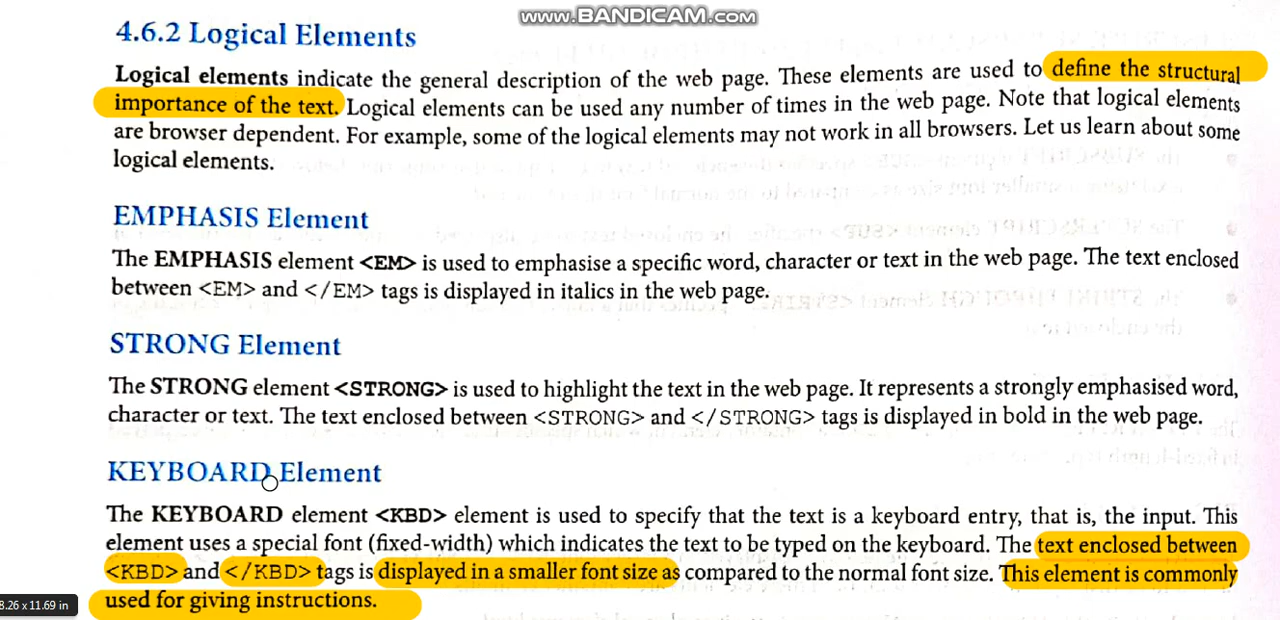 www.BANDICAM.com
4.6.2 Logical Elements
Logical elements indicate the general description of the web page. These elements are used to define the structural
importance of the text. Logical elements can be used any number of times in the web page. Note that logical elements
are browser dependent. For example, some of the logical elements may not work in all browsers. Let us learn about some
logical elements.
EMPHASIS Element
The EMPHASIS element <EM> is used to emphasise a specific word, character or text in the web page. The text enclosed
between <EM> and </EM> tags is displayed in italics in the web page.
STRONG Element
The STRONG element <STRONG> is used to highlight the text in the web page. It represents a strongly emphasised word,
character or text. The text enclosed between <STRONG> and </STRONG> tags is displayed in bold in the web page.
KEYBOARD Element
The KEYBOARD element <KBD> element is used to specify that the text is a keyboard entry, that is, the input. This
element uses a special font (fixed-width) which indicates the text to be typed on the keyboard. The text enclosed between
<KBD> and </KBD> tags is displayed in a smaller font size as compared to the normal font size. This element is commonly
used for giving instructions.
8.26 x 11.69 in